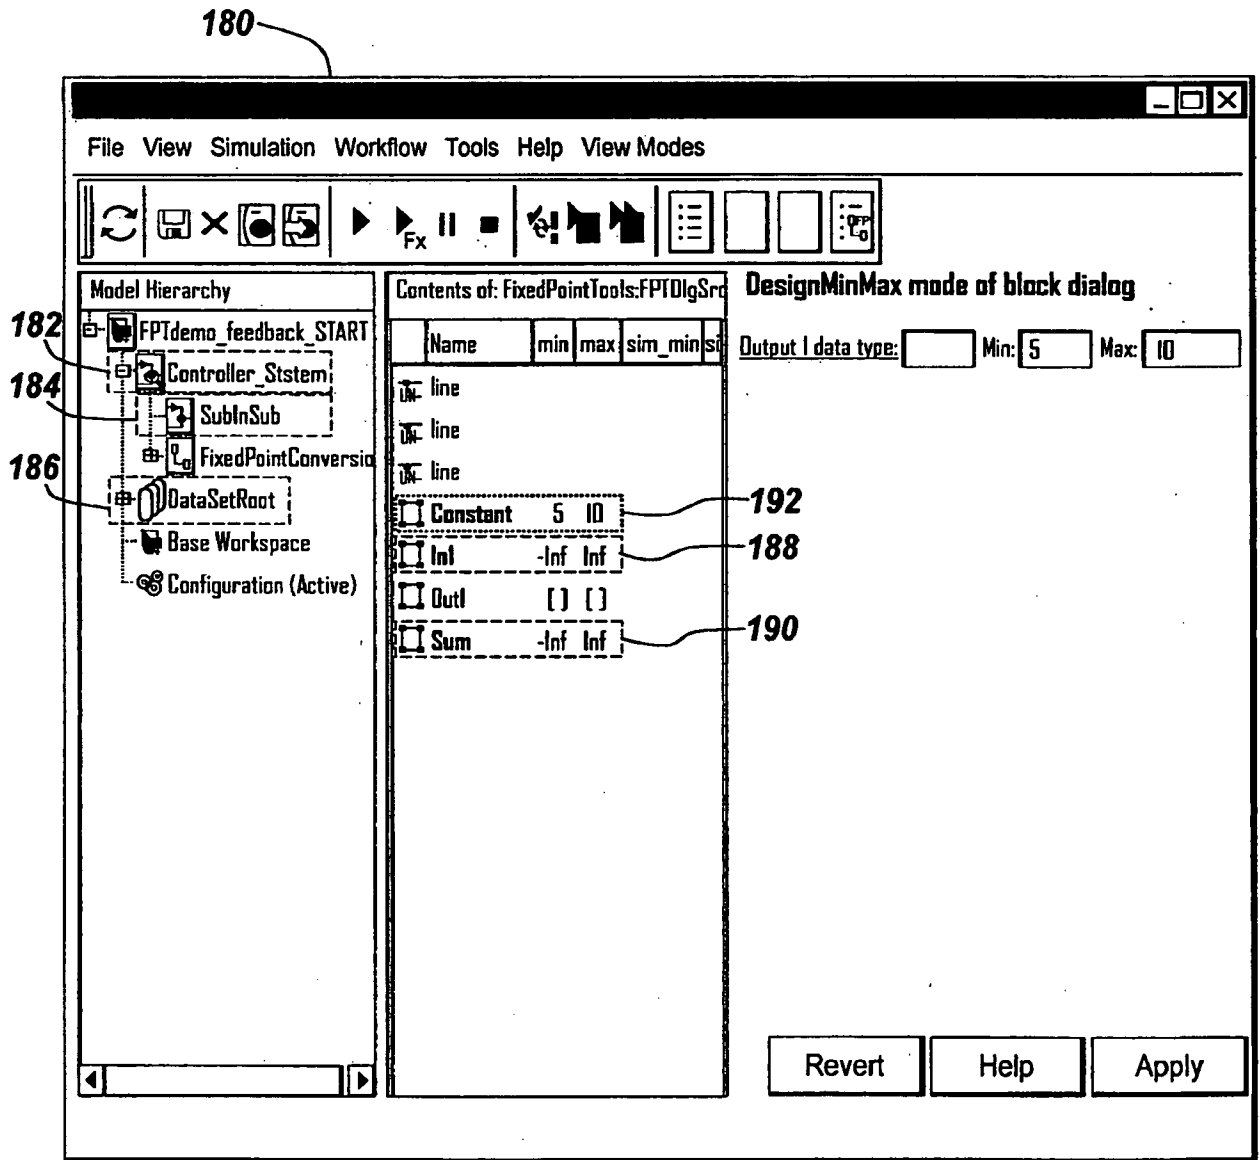 180
File View Simulation Workflow Tools Help View Modes
Fx
FP
Model Hierarchy
FPTdemo_feedback_START
182
Controller_Ststem
184
SubInSub
FixedPointConversio
186
DataSetRoot
Base Workspace
Configuration (Active)
Contents of: FixedPointTools:FPTDlgSrc
Name min max sim_min si
line
line
line
Constant 5 10
192
In1 -Inf Inf
188
Out1 [ ] [ ]
Sum -Inf Inf
190
DesignMinMax mode of block dialog
Output 1 data type: Min: 5 Max: 10
Revert Help Apply